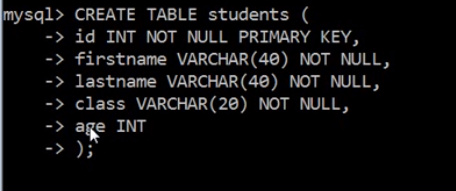 mysql> CREATE TABLE students (
-> id INT NOT NULL PRIMARY KEY,
-> firstname VARCHAR(40) NOT NULL,
-> lastname VARCHAR(40) NOT NULL,
-> class VARCHAR(20) NOT NULL,
-> age INT
-> );